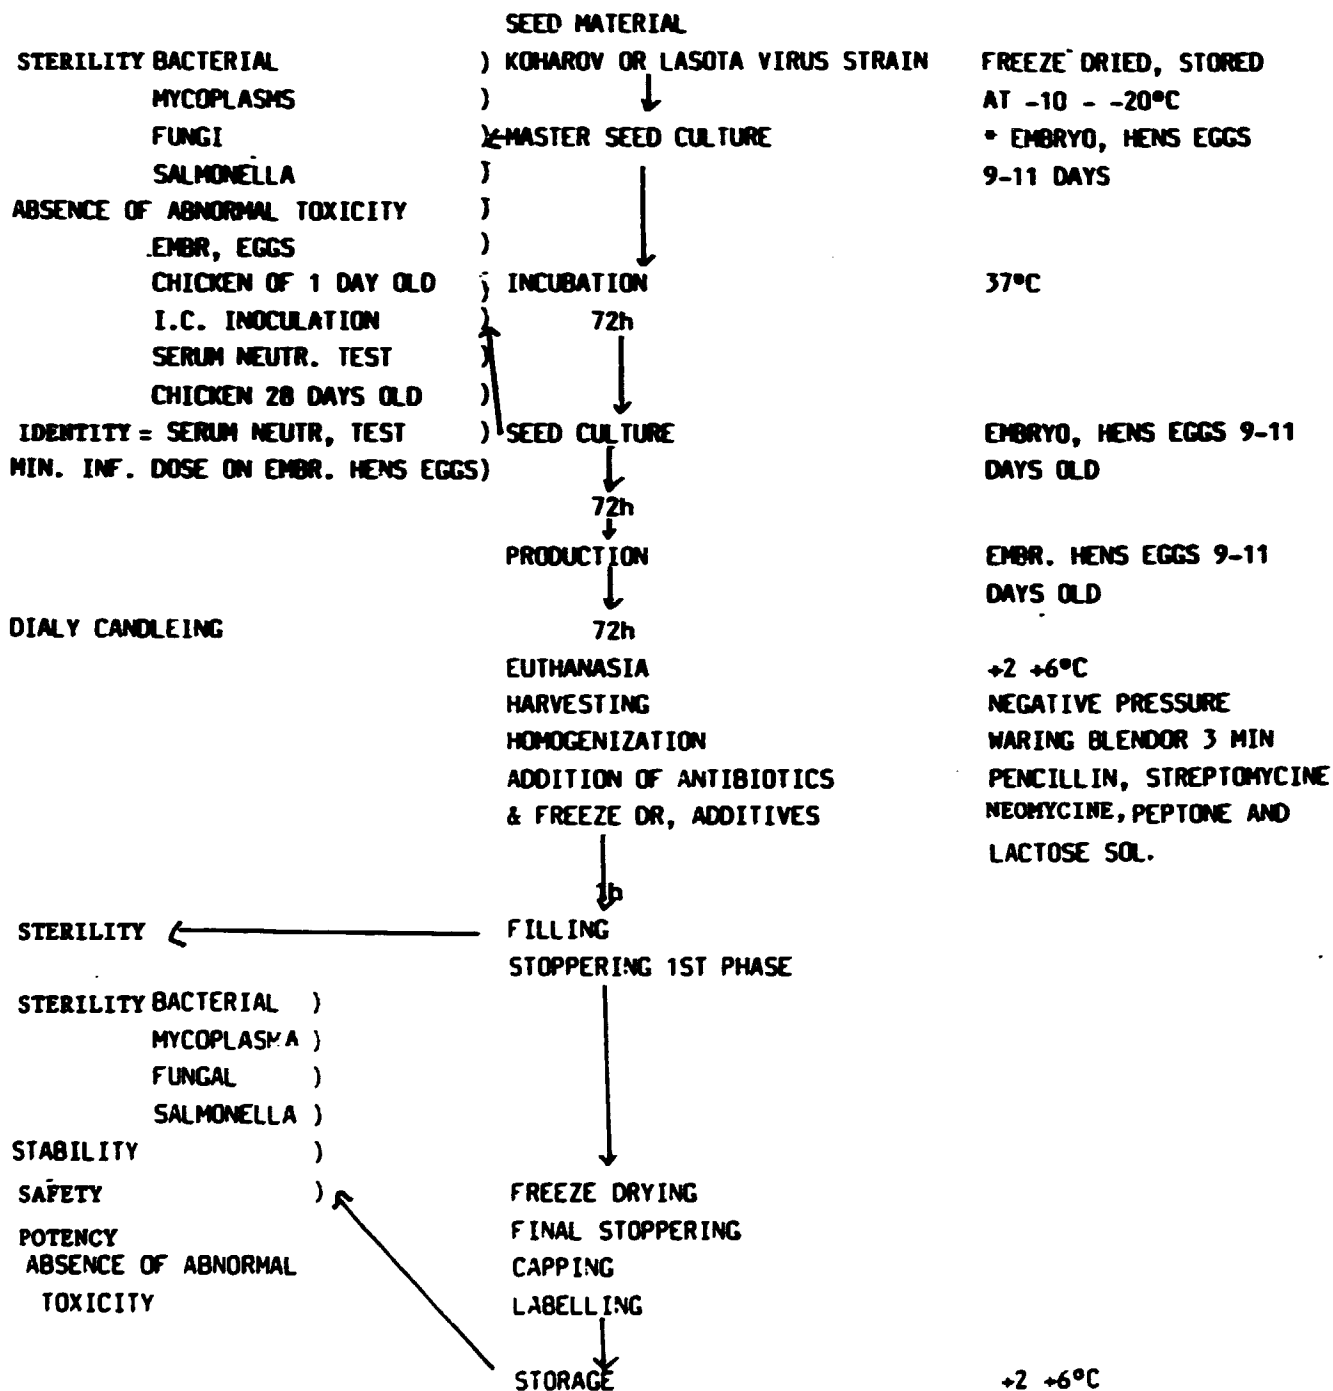 SEED MATERIAL
STERILITY BACTERIAL ) KOHAROV OR LASOTA VIRUS STRAIN FREEZE DRIED, STORED
MYCOPLASMS ) AT -10 - -20°C
FUNGI ) MASTER SEED CULTURE * EMBRYO, HENS EGGS
SALMONELLA ) 9-11 DAYS
ABSENCE OF ABNORMAL TOXICITY )
EMBR, EGGS )
CHICKEN OF 1 DAY OLD ) INCUBATION 37°C
I.C. INOCULATION ) 72h
SERUM NEUTR. TEST )
CHICKEN 28 DAYS OLD )
IDENTITY = SERUM NEUTR, TEST ) SEED CULTURE EMBRYO, HENS EGGS 9-11
MIN. INF. DOSE ON EMBR. HENS EGGS) DAYS OLD
72h
PRODUCTION EMBR. HENS EGGS 9-11
DAYS OLD
DIALY CANDLEING 72h
EUTHANASIA +2 +6°C
HARVESTING NEGATIVE PRESSURE
HOMOGENIZATION WARING BLENDOR 3 MIN
ADDITION OF ANTIBIOTICS PENCILLIN, STREPTOMYCINE
& FREEZE DR, ADDITIVES NEOMYCINE, PEPTONE AND
LACTOSE SOL.
1h
STERILITY FILLING
STOPPERING 1ST PHASE
STERILITY BACTERIAL )
MYCOPLASMA )
FUNGAL )
SALMONELLA )
STABILITY )
SAFETY ) FREEZE DRYING
POTENCY FINAL STOPPERING
ABSENCE OF ABNORMAL CAPPING
TOXICITY LABELLING
STORAGE +2 +6°C